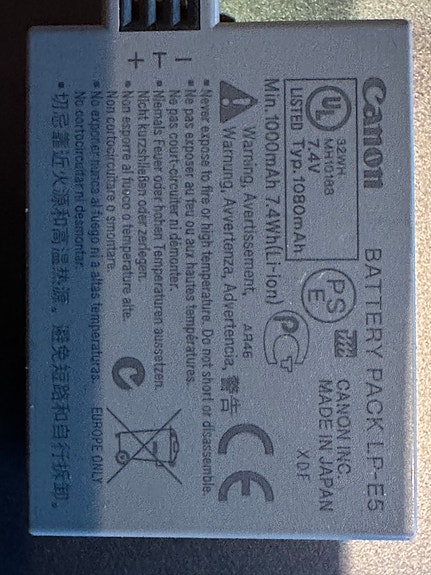 Canon BATTERY PACK LP-E5
UL
32WH
MH10188
7.4V
LISTED Typ.1080mAh
PS
E
CANON INC.
MADE IN JAPAN
Min.1000mAh 7.4Wh(Li-ion)
XDF
AR46
Warning, Avertissement,
Warnung, Avvertenza, Advertencia, 警告
CE
• Never expose to fire or high temperature. Do not short or disassemble.
• Ne pas exposer au feu ou aux hautes températures.
Ne pas court-circuiter ni démonter.
• Niemals Feuer oder hohen Temperaturen aussetzen.
Nicht kurzschließen oder zerlegen.
• Non esporre al fuoco o temperature alte.
Non cortocircuitare o smontare.
• No exponer nunca al fuego ni a altas temperaturas.
No cortocircuitar ni desmontar.
EUROPE ONLY
• 切忌靠近火源和高温热源。避免短路和自行拆卸.
+ −